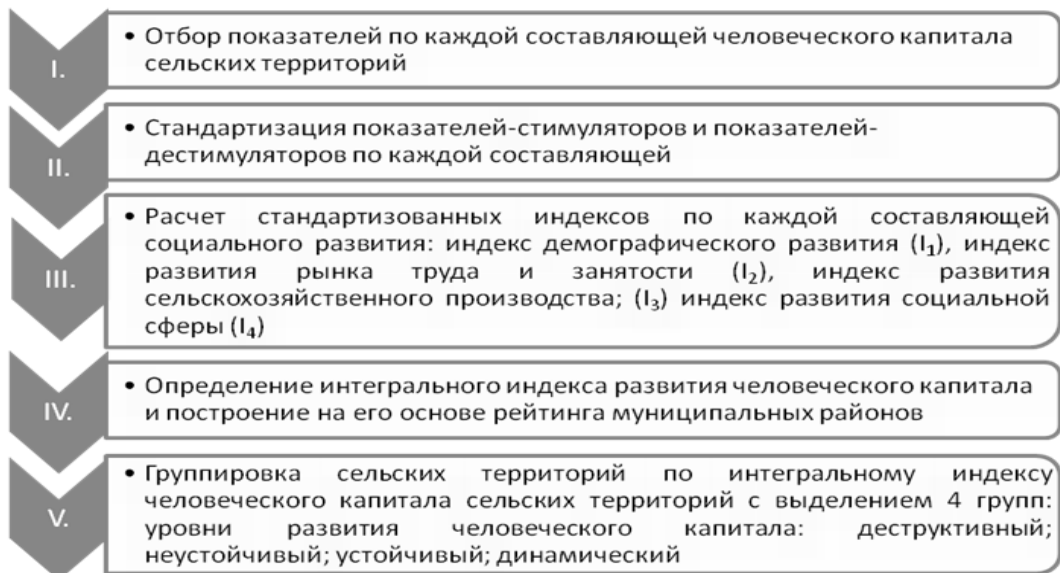 I.
• Отбор показателей по каждой составляющей человеческого капитала
сельских территорий
II.
• Стандартизация показателей-стимуляторов и показателей-
дестимуляторов по каждой составляющей
III.
• Расчет стандартизованных индексов по каждой составляющей
социального развития: индекс демографического развития (I₁), индекс
развития рынка труда и занятости (I₂), индекс развития
сельскохозяйственного производства; (I₃) индекс развития социальной
сферы (I₄)
IV.
• Определение интегрального индекса развития человеческого капитала
и построение на его основе рейтинга муниципальных районов
V.
• Группировка сельских территорий по интегральному индексу
человеческого капитала сельских территорий с выделением 4 групп:
уровни развития человеческого капитала: деструктивный;
неустойчивый; устойчивый; динамический